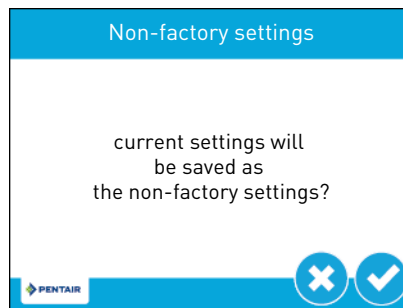 Non-factory settings
current settings will
be saved as
the non-factory settings?
PENTAIR